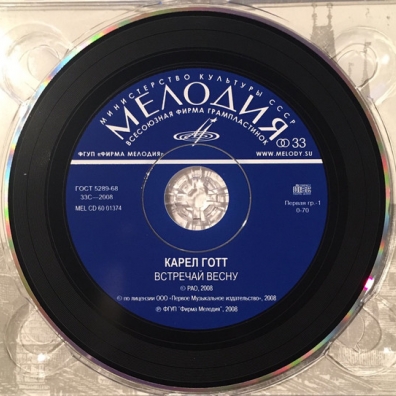 МИНИСТЕРСТВО КУЛЬТУРЫ СССР
МЕЛОДИЯ
ВСЕСОЮЗНАЯ ФИРМА ГРАМПЛАСТИНОК
33
ФГУП «ФИРМА МЕЛОДИЯ»
WWW.MELODY.SU
ГОСТ 5289-68
33С—2008
MEL CD 60 01374
Первая гр.-1
0-70
КАРЕЛ ГОТТ
ВСТРЕЧАЙ ВЕСНУ
© РАО, 2008
© по лицензии ООО «Первое Музыкальное издательство», 2008
℗ ФГУП "Фирма Мелодия", 2008